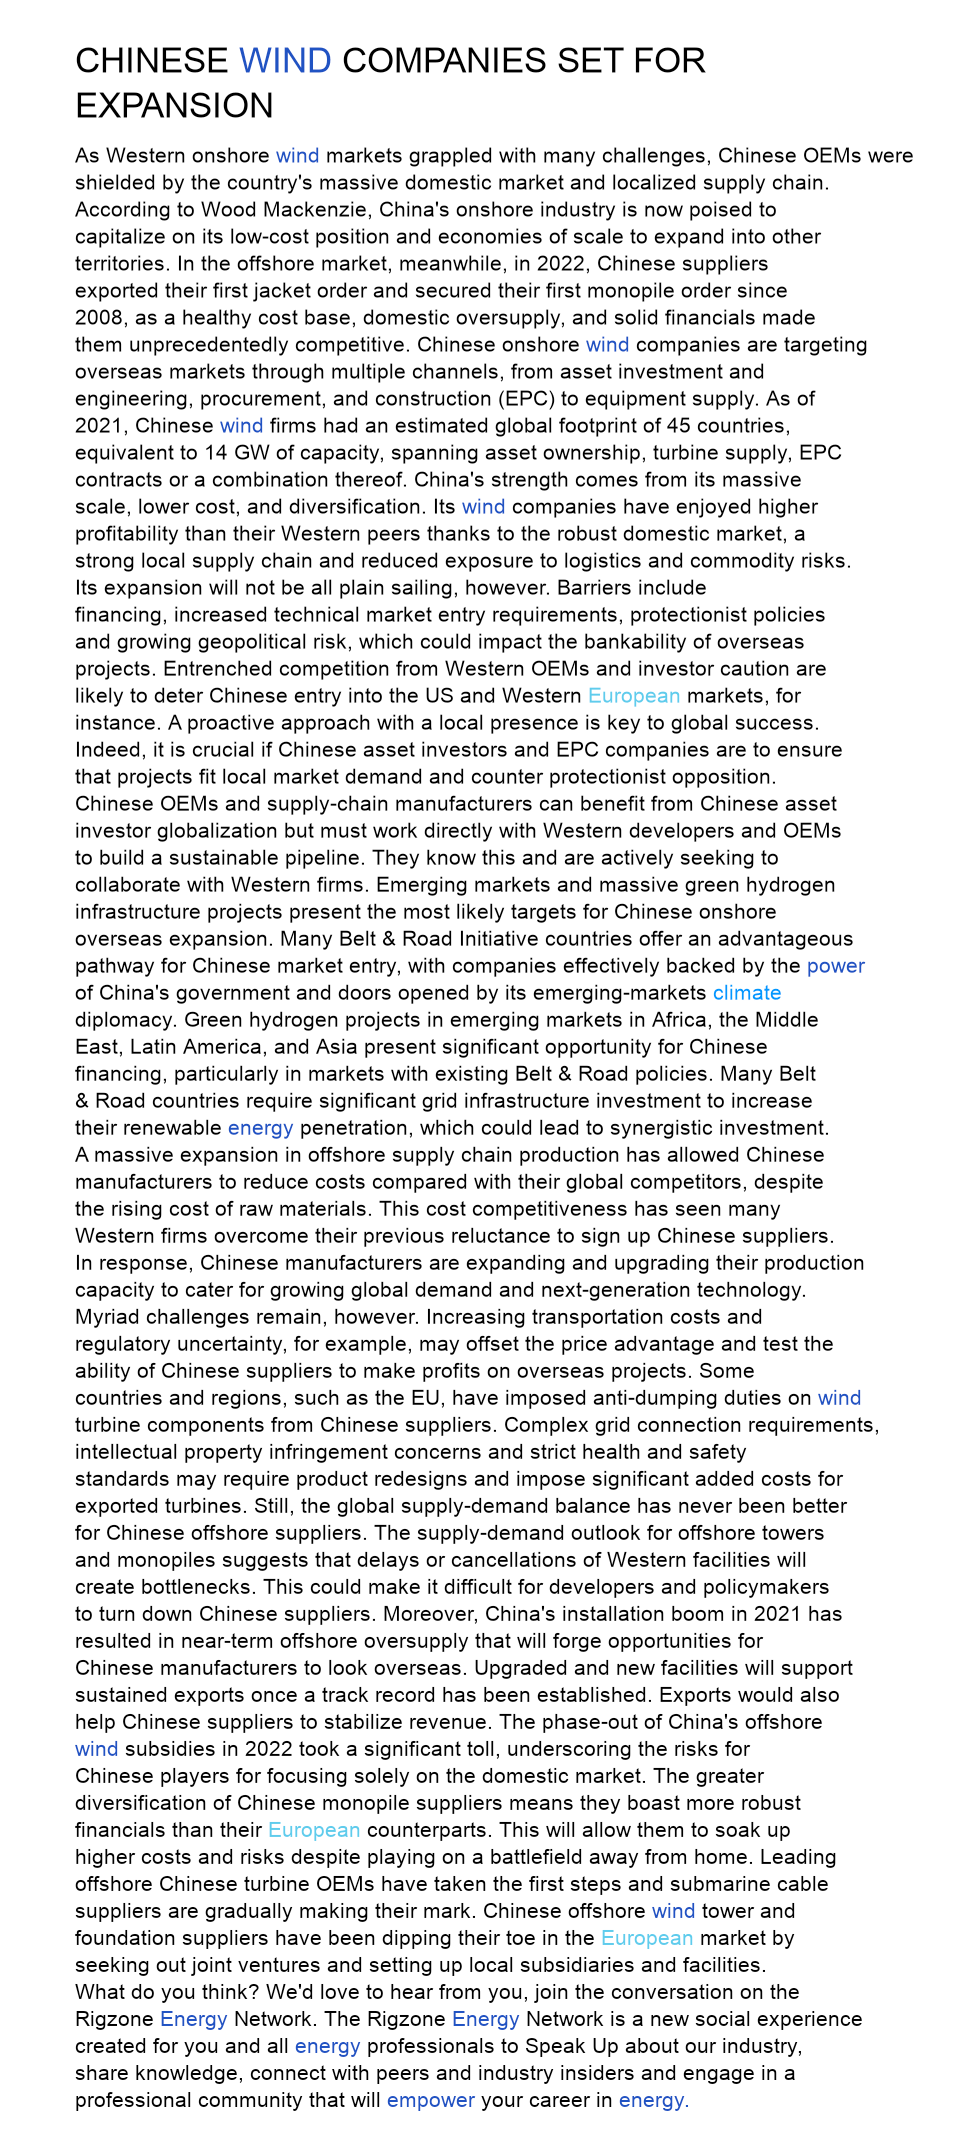 CHINESE WIND COMPANIES SET FOR
EXPANSION
As Western onshore wind markets grappled with many challenges, Chinese OEMs were
shielded by the country's massive domestic market and localized supply chain.
According to Wood Mackenzie, China's onshore industry is now poised to
capitalize on its low-cost position and economies of scale to expand into other
territories. In the offshore market, meanwhile, in 2022, Chinese suppliers
exported their first jacket order and secured their first monopile order since
2008, as a healthy cost base, domestic oversupply, and solid financials made
them unprecedentedly competitive. Chinese onshore wind companies are targeting
overseas markets through multiple channels, from asset investment and
engineering, procurement, and construction (EPC) to equipment supply. As of
2021, Chinese wind firms had an estimated global footprint of 45 countries,
equivalent to 14 GW of capacity, spanning asset ownership, turbine supply, EPC
contracts or a combination thereof. China's strength comes from its massive
scale, lower cost, and diversification. Its wind companies have enjoyed higher
profitability than their Western peers thanks to the robust domestic market, a
strong local supply chain and reduced exposure to logistics and commodity risks.
Its expansion will not be all plain sailing, however. Barriers include
financing, increased technical market entry requirements, protectionist policies
and growing geopolitical risk, which could impact the bankability of overseas
projects. Entrenched competition from Western OEMs and investor caution are
likely to deter Chinese entry into the US and Western European markets, for
instance. A proactive approach with a local presence is key to global success.
Indeed, it is crucial if Chinese asset investors and EPC companies are to ensure
that projects fit local market demand and counter protectionist opposition.
Chinese OEMs and supply-chain manufacturers can benefit from Chinese asset
investor globalization but must work directly with Western developers and OEMs
to build a sustainable pipeline. They know this and are actively seeking to
collaborate with Western firms. Emerging markets and massive green hydrogen
infrastructure projects present the most likely targets for Chinese onshore
overseas expansion. Many Belt & Road Initiative countries offer an advantageous
pathway for Chinese market entry, with companies effectively backed by the power
of China's government and doors opened by its emerging-markets climate
diplomacy. Green hydrogen projects in emerging markets in Africa, the Middle
East, Latin America, and Asia present significant opportunity for Chinese
financing, particularly in markets with existing Belt & Road policies. Many Belt
& Road countries require significant grid infrastructure investment to increase
their renewable energy penetration, which could lead to synergistic investment.
A massive expansion in offshore supply chain production has allowed Chinese
manufacturers to reduce costs compared with their global competitors, despite
the rising cost of raw materials. This cost competitiveness has seen many
Western firms overcome their previous reluctance to sign up Chinese suppliers.
In response, Chinese manufacturers are expanding and upgrading their production
capacity to cater for growing global demand and next-generation technology.
Myriad challenges remain, however. Increasing transportation costs and
regulatory uncertainty, for example, may offset the price advantage and test the
ability of Chinese suppliers to make profits on overseas projects. Some
countries and regions, such as the EU, have imposed anti-dumping duties on wind
turbine components from Chinese suppliers. Complex grid connection requirements,
intellectual property infringement concerns and strict health and safety
standards may require product redesigns and impose significant added costs for
exported turbines. Still, the global supply-demand balance has never been better
for Chinese offshore suppliers. The supply-demand outlook for offshore towers
and monopiles suggests that delays or cancellations of Western facilities will
create bottlenecks. This could make it difficult for developers and policymakers
to turn down Chinese suppliers. Moreover, China's installation boom in 2021 has
resulted in near-term offshore oversupply that will forge opportunities for
Chinese manufacturers to look overseas. Upgraded and new facilities will support
sustained exports once a track record has been established. Exports would also
help Chinese suppliers to stabilize revenue. The phase-out of China's offshore
wind subsidies in 2022 took a significant toll, underscoring the risks for
Chinese players for focusing solely on the domestic market. The greater
diversification of Chinese monopile suppliers means they boast more robust
financials than their European counterparts. This will allow them to soak up
higher costs and risks despite playing on a battlefield away from home. Leading
offshore Chinese turbine OEMs have taken the first steps and submarine cable
suppliers are gradually making their mark. Chinese offshore wind tower and
foundation suppliers have been dipping their toe in the European market by
seeking out joint ventures and setting up local subsidiaries and facilities.
What do you think? We'd love to hear from you, join the conversation on the
Rigzone Energy Network. The Rigzone Energy Network is a new social experience
created for you and all energy professionals to Speak Up about our industry,
share knowledge, connect with peers and industry insiders and engage in a
professional community that will empower your career in energy.